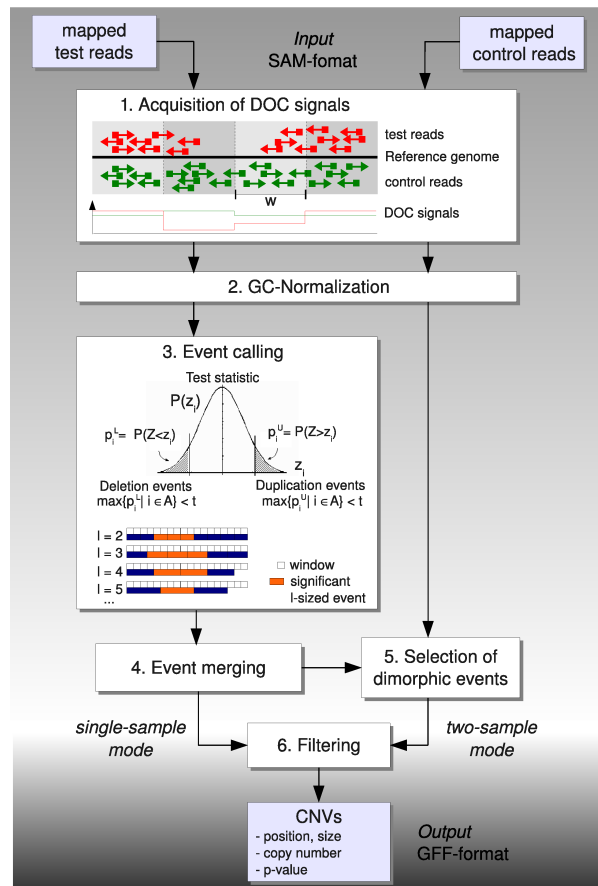 mapped
test reads
Input
SAM-fomat
mapped
control reads
1. Acquisition of DOC signals
test reads
Reference genome
control reads
w
DOC signals
2. GC-Normalization
3. Event calling
Test statistic
P(zᵢ)
pᵢᴸ= P(Z<zᵢ)
pᵢᵁ= P(Z>zᵢ)
zᵢ
Deletion events
max{pᵢᴸ| i ∈ A} < t
Duplication events
max{pᵢᵁ| i ∈ A} < t
l = 2
l = 3
l = 4
l = 5
...
window
significant
l-sized event
4. Event merging
5. Selection of
dimorphic events
single-sample
mode
6. Filtering
two-sample
mode
CNVs
- position, size
- copy number
- p-value
Output
GFF-format